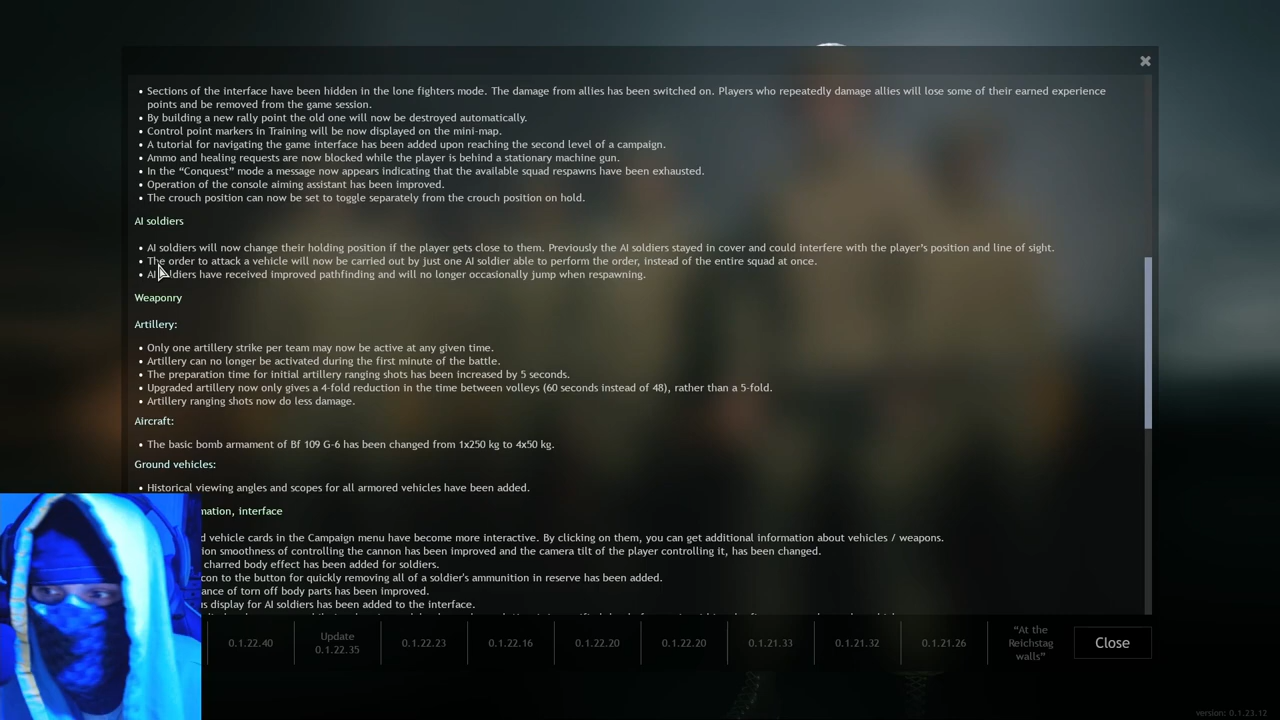 • Sections of the interface have been hidden in the lone fighters mode. The damage from allies has been switched on. Players who repeatedly damage allies will lose some of their earned experience
points and be removed from the game session.
• By building a new rally point the old one will now be destroyed automatically.
• Control point markers in Training will be now displayed on the mini-map.
• A tutorial for navigating the game interface has been added upon reaching the second level of a campaign.
• Ammo and healing requests are now blocked while the player is behind a stationary machine gun.
• In the “Conquest” mode a message now appears indicating that the available squad respawns have been exhausted.
• Operation of the console aiming assistant has been improved.
• The crouch position can now be set to toggle separately from the crouch position on hold.
AI soldiers
• AI soldiers will now change their holding position if the player gets close to them. Previously the AI soldiers stayed in cover and could interfere with the player's position and line of sight.
• The order to attack a vehicle will now be carried out by just one AI soldier able to perform the order, instead of the entire squad at once.
• AI soldiers have received improved pathfinding and will no longer occasionally jump when respawning.
Weaponry
Artillery:
• Only one artillery strike per team may now be active at any given time.
• Artillery can no longer be activated during the first minute of the battle.
• The preparation time for initial artillery ranging shots has been increased by 5 seconds.
• Upgraded artillery now only gives a 4-fold reduction in the time between volleys (60 seconds instead of 48), rather than a 5-fold.
• Artillery ranging shots now do less damage.
Aircraft:
• The basic bomb armament of Bf 109 G-6 has been changed from 1x250 kg to 4x50 kg.
Ground vehicles:
• Historical viewing angles and scopes for all armored vehicles have been added.
interface
vehicle cards in the Campaign menu have become more interactive. By clicking on them, you can get additional information about vehicles / weapons.
smoothness of controlling the cannon has been improved and the camera tilt of the player controlling it, has been changed.
charred body effect has been added for soldiers.
to the button for quickly removing all of a soldier's ammunition in reserve has been added.
of torn off body parts has been improved.
display for AI soldiers has been added to the interface.
0.1.22.40
Update
0.1.22.35
0.1.22.23
0.1.22.16
0.1.22.20
0.1.22.20
0.1.21.33
0.1.21.32
0.1.21.26
“At the
Reichstag
walls”
Close
version: 0.1.23.12